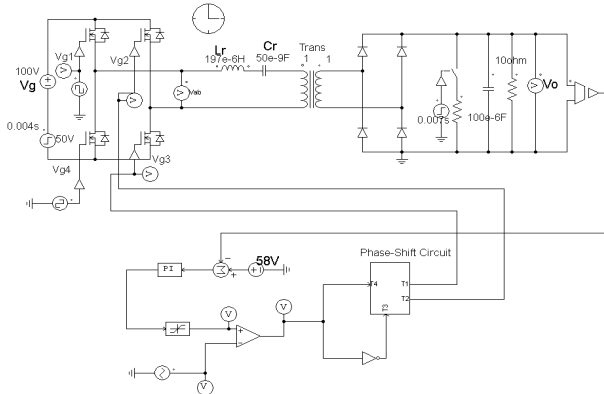 Vg1
Vg2
100V
Vg
0.004s
50V
Vg4
Vg3
V
V
V
V
Vab
Lr
197e-6H
Cr
50e-9F
Trans
1
1
10ohm
Vo
V
0.007s
100e-6F
58V
PI
Phase-Shift Circuit
T4
T1
T2
T3
V
V
V